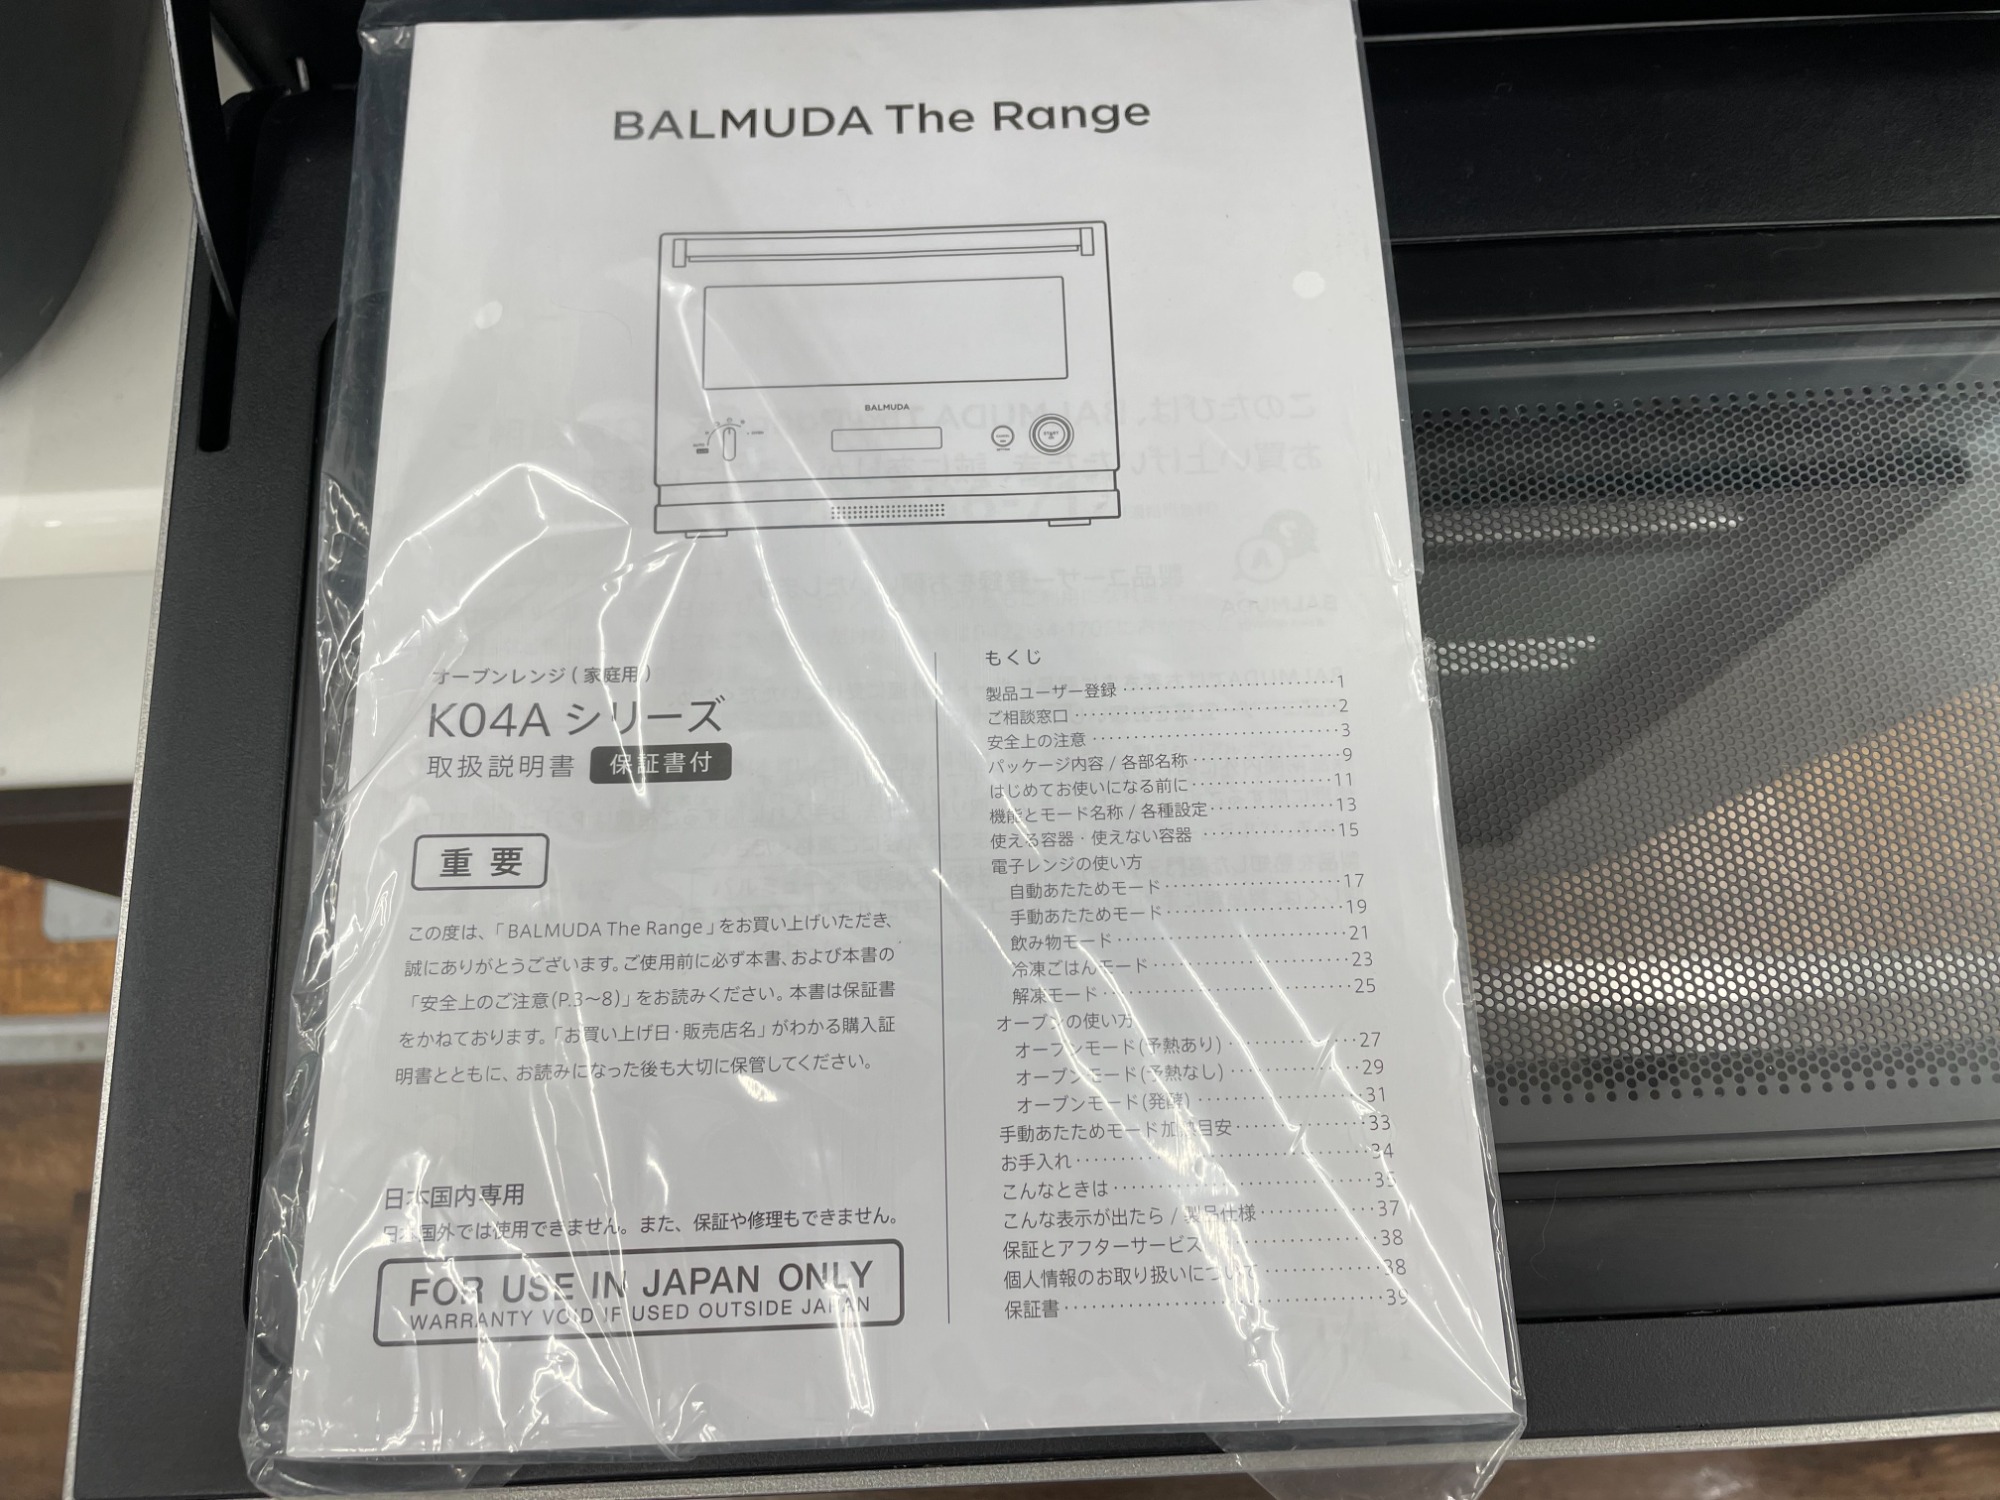 BALMUDA The Range
BALMUDA
START
オーブンレンジ(家庭用)
K04A シリーズ
取扱説明書 保証書付
重要
この度は、「BALMUDA The Range」をお買い上げいただき、
誠にありがとうございます。ご使用前に必ず本書、および本書の
「安全上のご注意(P.3〜8)」をお読みください。本書は保証書
をかねております。「お買い上げ日・販売店名」がわかる購入証
明書とともに、お読みになった後も大切に保管してください。
日本国内専用
日本国外では使用できません。また、保証や修理もできません。
FOR USE IN JAPAN ONLY
WARRANTY VOID IF USED OUTSIDE JAPAN
もくじ
製品ユーザー登録 ························ 1
ご相談窓口 ······························ 2
安全上の注意 ···························· 3
パッケージ内容 / 各部名称 ················ 9
はじめてお使いになる前に ················ 11
機能とモード名称 / 各種設定 ·············· 13
使える容器・使えない容器 ················ 15
電子レンジの使い方
自動あたためモード ······················ 17
手動あたためモード ······················ 19
飲み物モード ···························· 21
冷凍ごはんモード ························ 23
解凍モード ······························ 25
オーブンの使い方
オーブンモード(予熱あり) ················ 27
オーブンモード(予熱なし) ················ 29
オーブンモード(発酵) ···················· 31
手動あたためモード加熱目安 ·············· 33
お手入れ ································ 34
こんなときは ···························· 35
こんな表示が出たら / 製品仕様 ············ 37
保証とアフターサービス ·················· 38
個人情報のお取り扱いについて ············ 38
保証書 ·································· 39